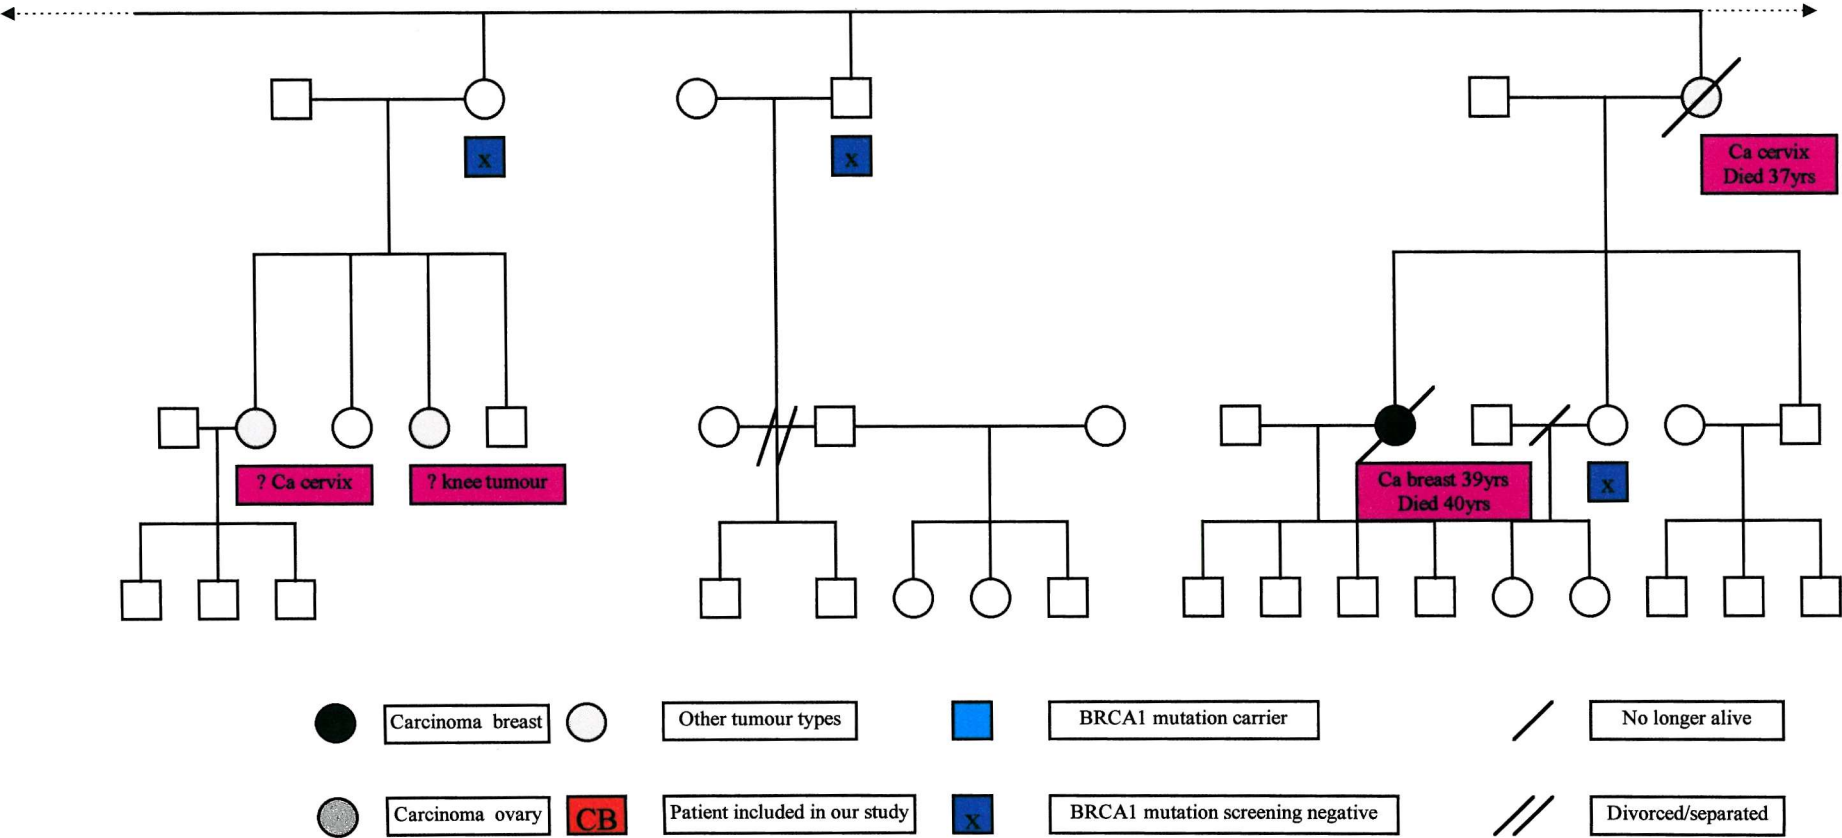 x
x
Ca cervix
Died 37yrs
? Ca cervix
? knee tumour
Ca breast 39yrs
Died 40yrs
x
Carcinoma breast
Other tumour types
BRCA1 mutation carrier
No longer alive
Carcinoma ovary
CB
Patient included in our study
x
BRCA1 mutation screening negative
Divorced/separated